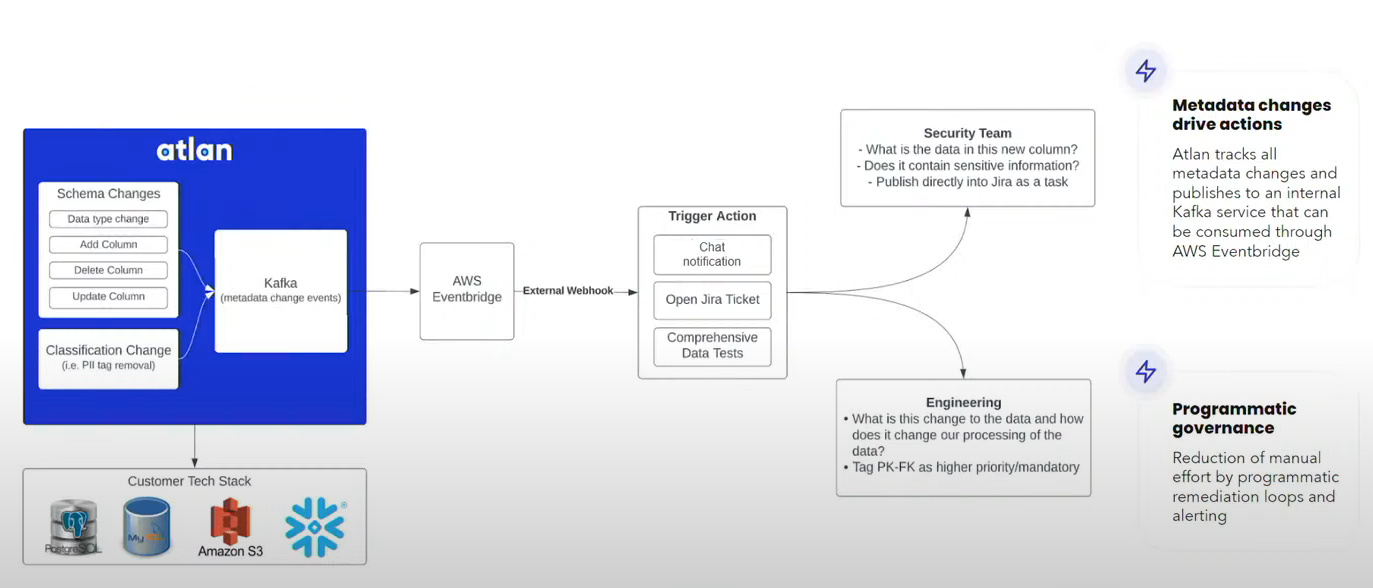 atlan
Schema Changes
Data type change
Add Column
Delete Column
Update Column
Classification Change
(i.e. PII tag removal)
Kafka
(metadata change events)
AWS
Eventbridge
External Webhook
Trigger Action
Chat
notification
Open Jira Ticket
Comprehensive
Data Tests
Security Team
- What is the data in this new column?
- Does it contain sensitive information?
- Publish directly into Jira as a task
Engineering
• What is this change to the data and how
does it change our processing of the
data?
• Tag PK-FK as higher priority/mandatory
Customer Tech Stack
PostgreSQL
MySQL
Amazon S3
®
Metadata changes
drive actions
Atlan tracks all
metadata changes and
publishes to an internal
Kafka service that can
be consumed through
AWS Eventbridge
Programmatic
governance
Reduction of manual
effort by programmatic
remediation loops and
alerting